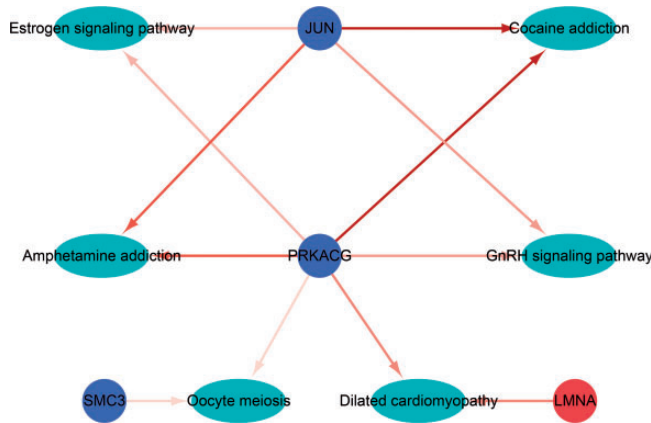 Estrogen signaling pathway
JUN
Cocaine addiction
Amphetamine addiction
PRKACG
GnRH signaling pathway
SMC3
Oocyte meiosis
Dilated cardiomyopathy
LMNA